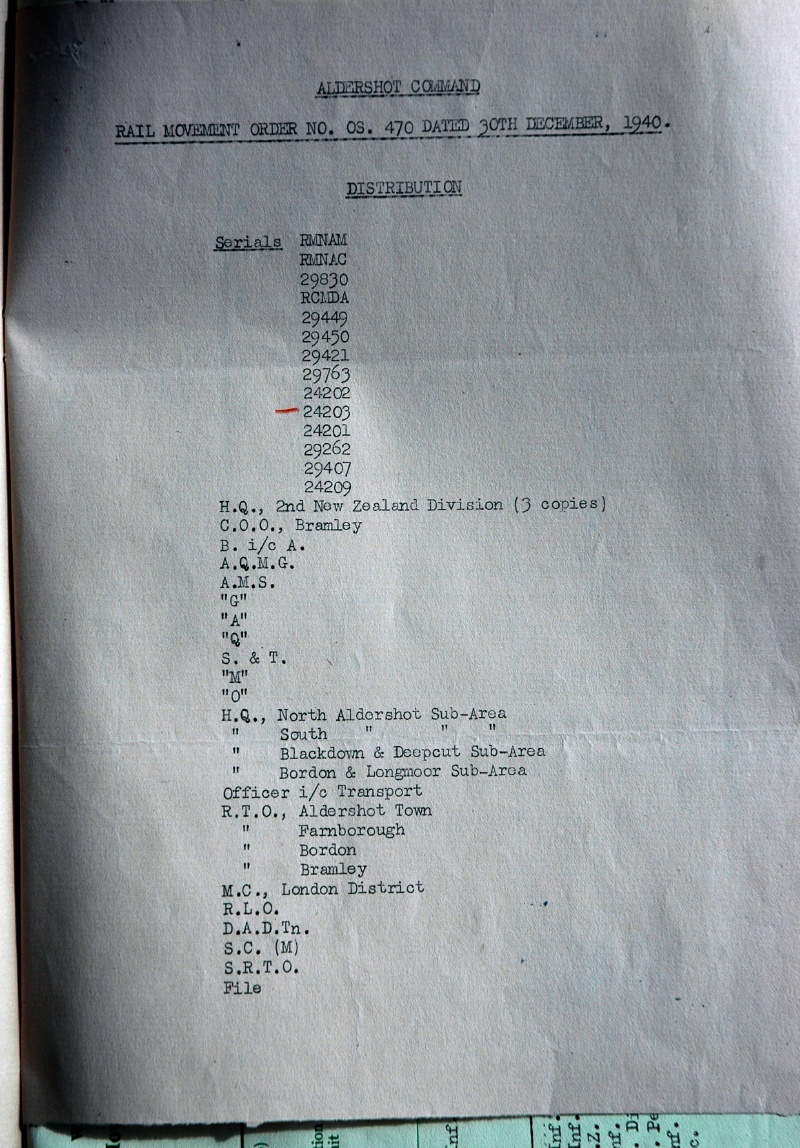 ALDERSHOT COMMAND
RAIL MOVEMENT ORDER NO. OS. 470 DATED 30TH DECEMBER, 1940.
DISTRIBUTION
Serials RMNAM
RMNAC
29830
RCMDA
29449
29450
29421
29763
24202
24203
24201
29262
29407
24209
H.Q., 2nd New Zealand Division (3 copies)
C.O.O., Bramley
B. i/c A.
A.Q.M.G.
A.M.S.
"G"
"A"
"Q"
S. & T.
"M"
"O"
H.Q., North Aldershot Sub-Area
" South " " "
" Blackdown & Deepcut Sub-Area
" Bordon & Longmoor Sub-Area
Officer i/c Transport
R.T.O., Aldershot Town
" Farnborough
" Bordon
" Bramley
M.C., London District
R.L.O.
D.A.D.Tn.
S.C. (M)
S.R.T.O.
File